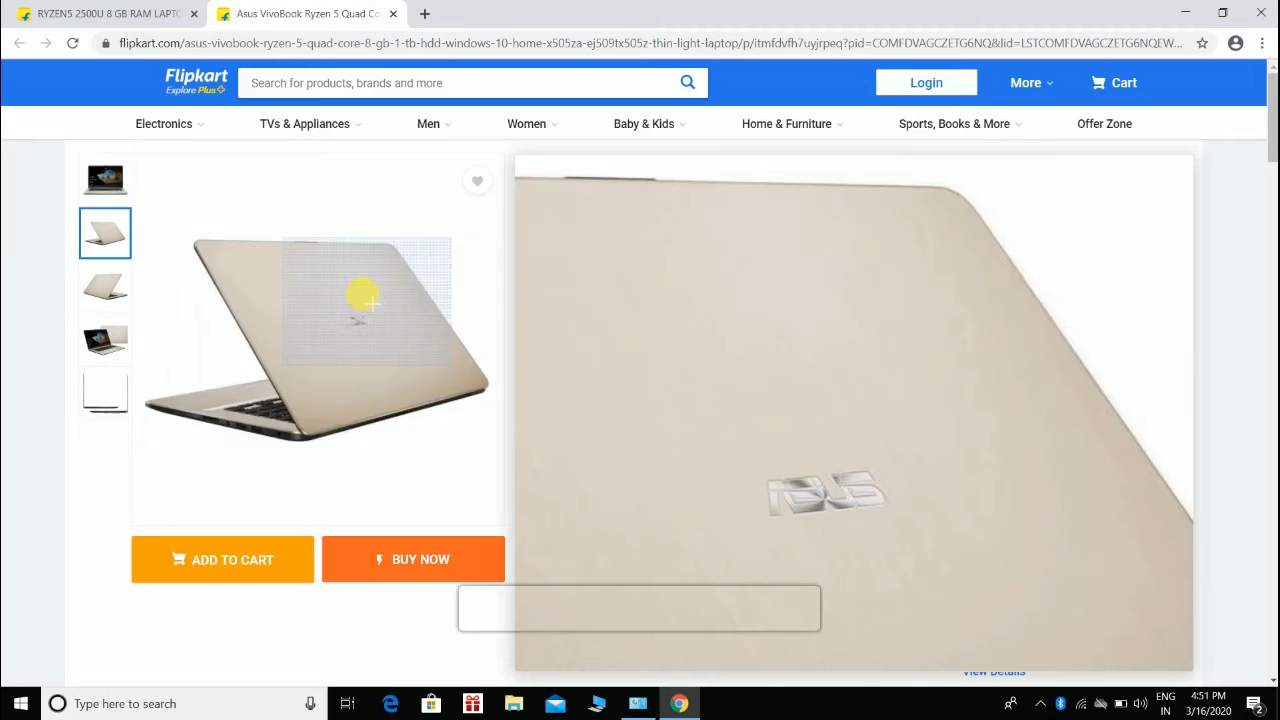 RYZEN5 2500U 8 GB RAM LAPTO
Asus VivoBook Ryzen 5 Quad Co
flipkart.com/asus-vivobook-ryzen-5-quad-core-8-gb-1-tb-hdd-windows-10-home-x505za-ej509tx505z-thin-light-laptop/p/itmfdvfh7uyjrpeq?pid=COMFDVAGCZETG6NQ&lid=LSTCOMFDVAGCZETG6NQEW...
Flipkart
Explore Plus
Search for products, brands and more
Login
More
Cart
Electronics
TVs & Appliances
Men
Women
Baby & Kids
Home & Furniture
Sports, Books & More
Offer Zone
ASUS
ADD TO CART
BUY NOW
View Details
Type here to search
ENG
IN
4:51 PM
3/16/2020
2